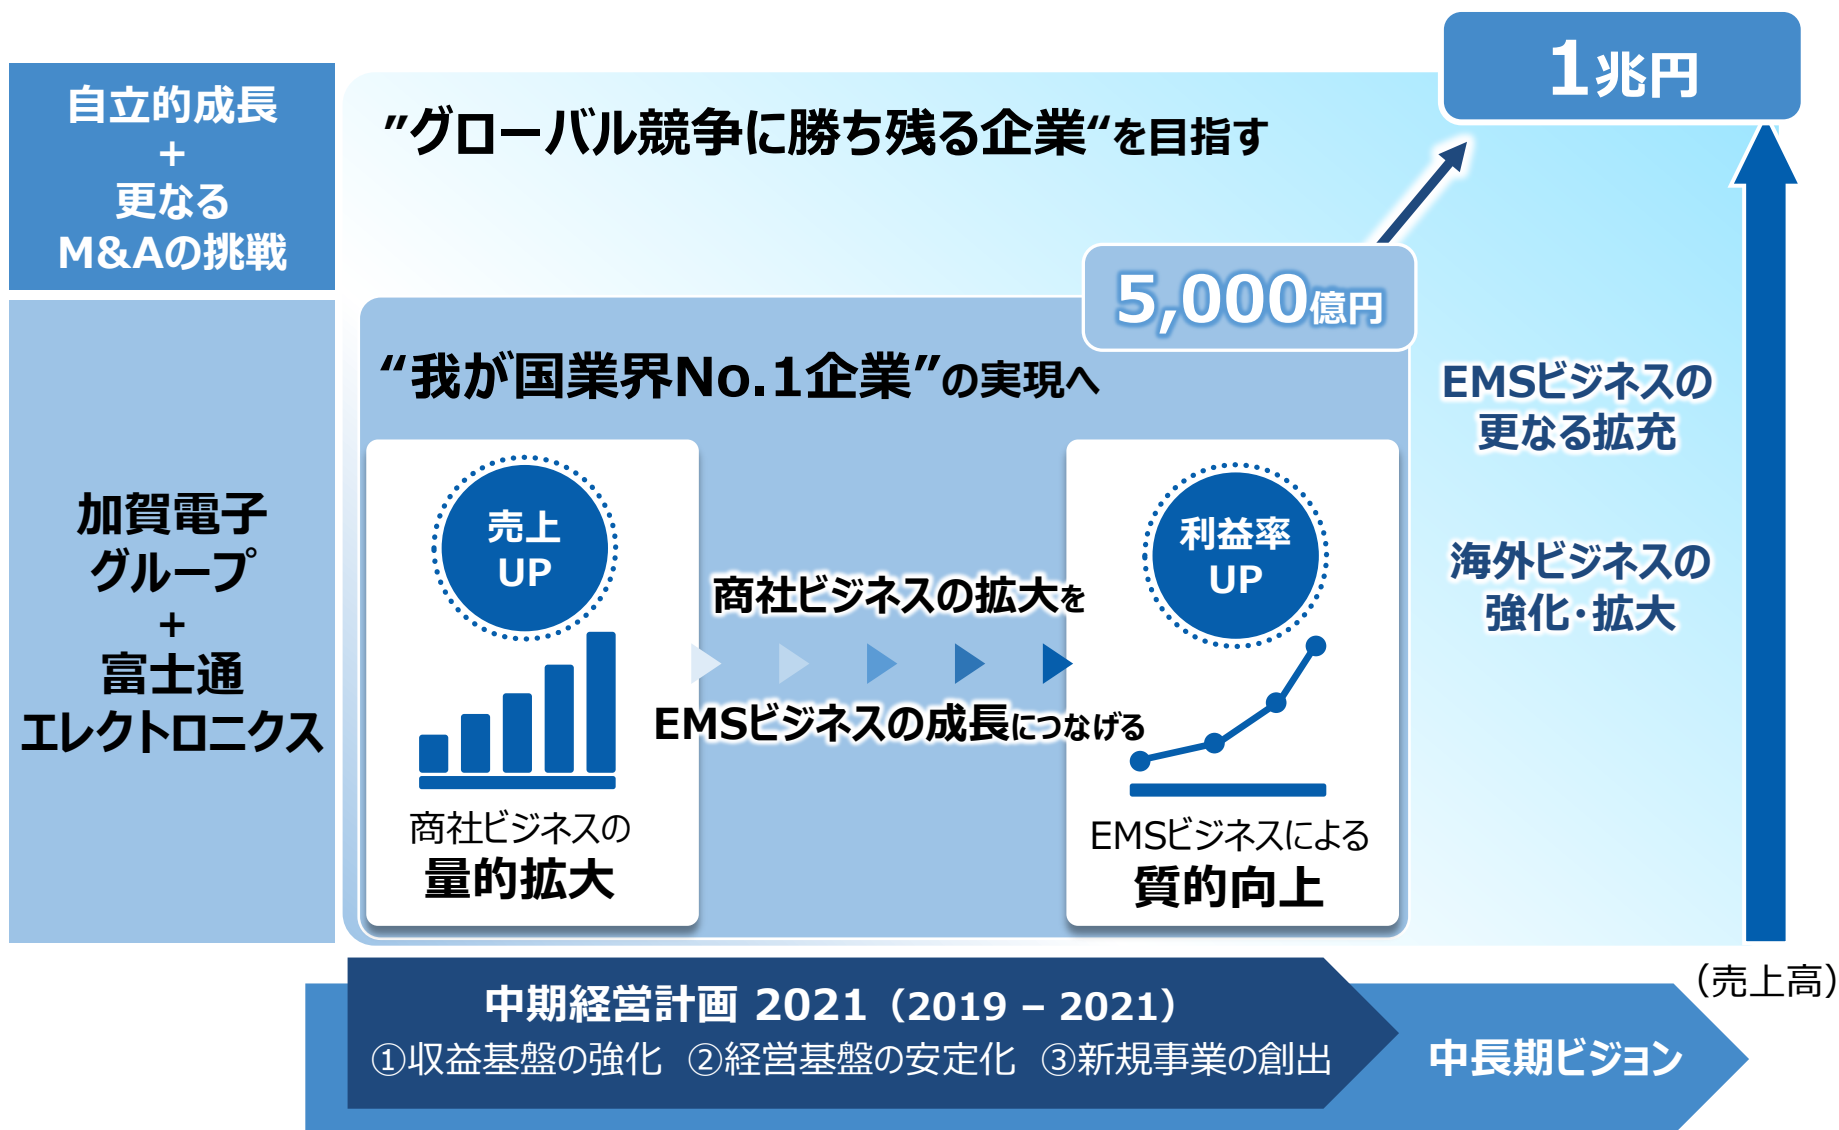 1兆円
自立的成長
+
更なる
M&Aの挑戦
”グローバル競争に勝ち残る企業“を目指す
5,000億円
“我が国業界No.1企業”の実現へ
加賀電子
グループ
+
富士通
エレクトロニクス
売上
UP
商社ビジネスの
量的拡大
商社ビジネスの拡大を
EMSビジネスの成長につなげる
利益率
UP
EMSビジネスによる
質的向上
EMSビジネスの
更なる拡充
海外ビジネスの
強化・拡大
（売上高）
中期経営計画 2021（2019 – 2021）
①収益基盤の強化 ②経営基盤の安定化 ③新規事業の創出
中長期ビジョン